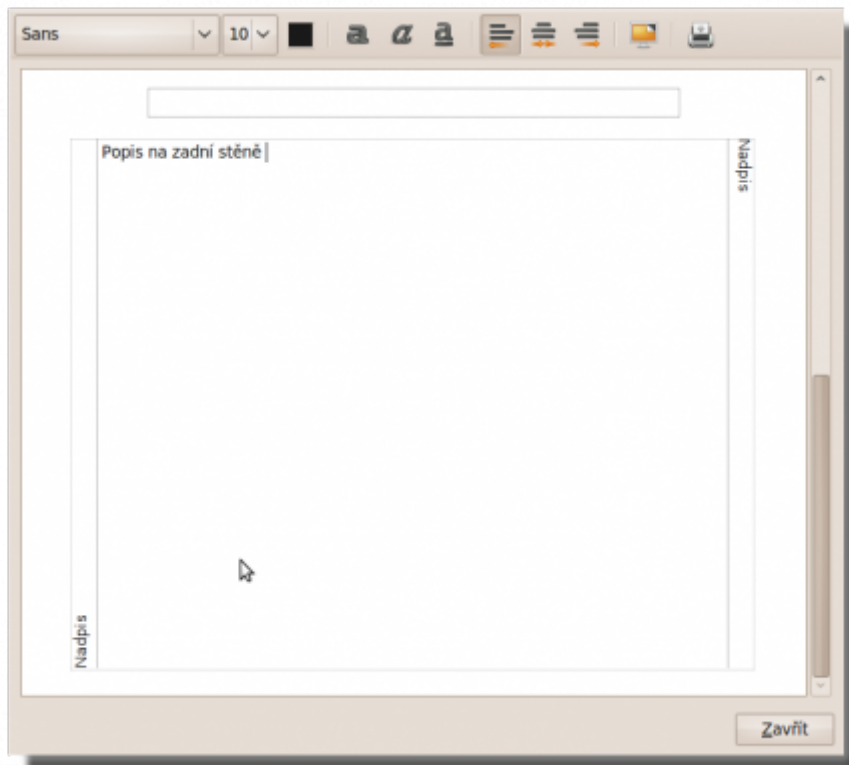 Sans
10
a a a
Popis na zadní stěně
Nadpis
Nadpis
Zavřít